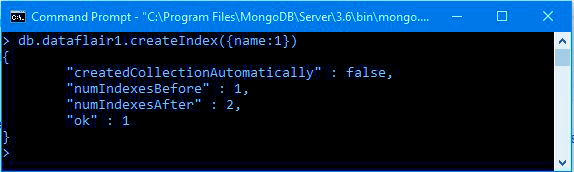 Command Prompt - "C:\Program Files\MongoDB\Server\3.6\bin\mongo....
> db.dataflair1.createIndex({name:1})
{
        "createdCollectionAutomatically" : false,
        "numIndexesBefore" : 1,
        "numIndexesAfter" : 2,
        "ok" : 1
}
>